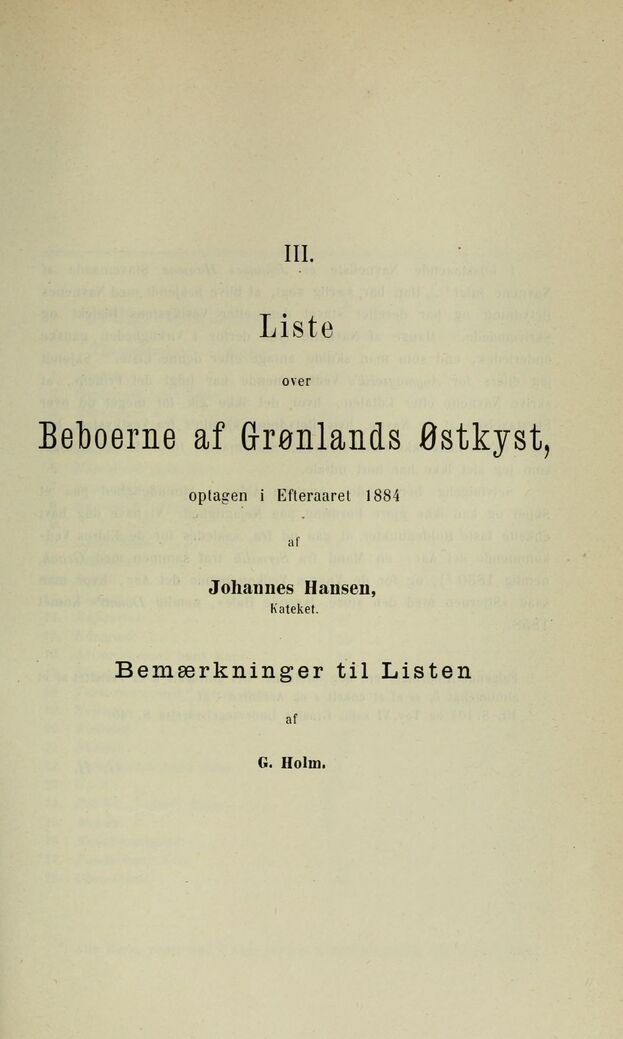 III.
Liste
over
Beboerne af Grønlands Østkyst,
optagen i Efteraaret 1884
af
Johannes Hansen,
Kateket.
Bemærkninger til Listen
af
G. Holm.